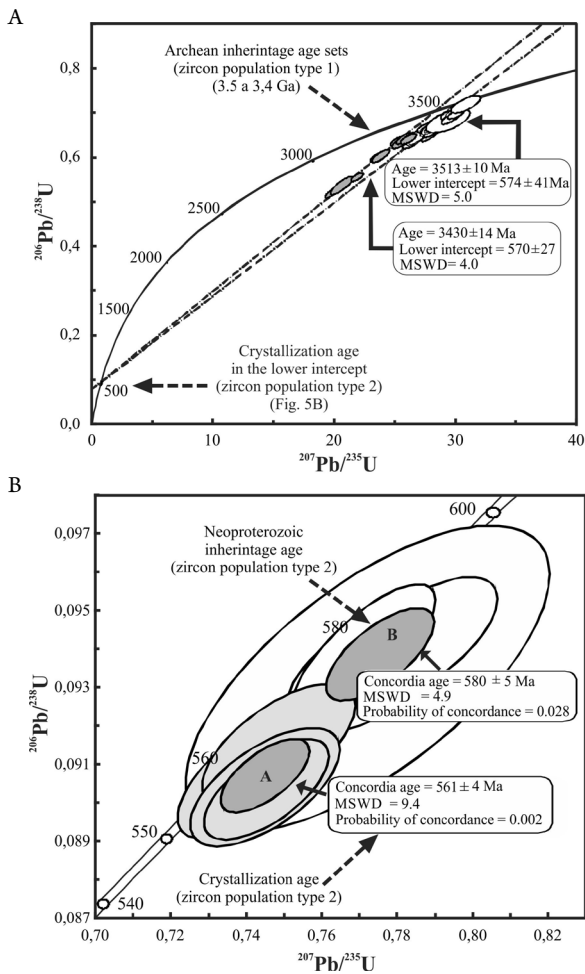 A
0,8
0,6
0,4
0,2
0,0
206Pb/238U
Archean inherintage age sets
(zircon population type 1)
(3.5 a 3,4 Ga)
3500
3000
2500
2000
1500
500
Age = 3513±10 Ma
Lower intercept = 574±41Ma
MSWD = 5.0
Age = 3430±14 Ma
Lower intercept = 570±27
MSWD= 4.0
Crystallization age
in the lower intercept
(zircon population type 2)
(Fig. 5B)
0
10
20
30
40
207Pb/235U
B
0,097
0,095
0,093
0,091
0,089
0,087
206Pb/238U
600
Neoproterozoic
inherintage age
(zircon population type 2)
580
B
Concordia age = 580 ± 5 Ma
MSWD = 4.9
Probability of concordance = 0.028
560
A
Concordia age = 561± 4 Ma
MSWD = 9.4
Probability of concordance = 0.002
550
540
Crystallization age
(zircon population type 2)
0,70
0,72
0,74
0,76
0,78
0,80
0,82
207Pb/235U